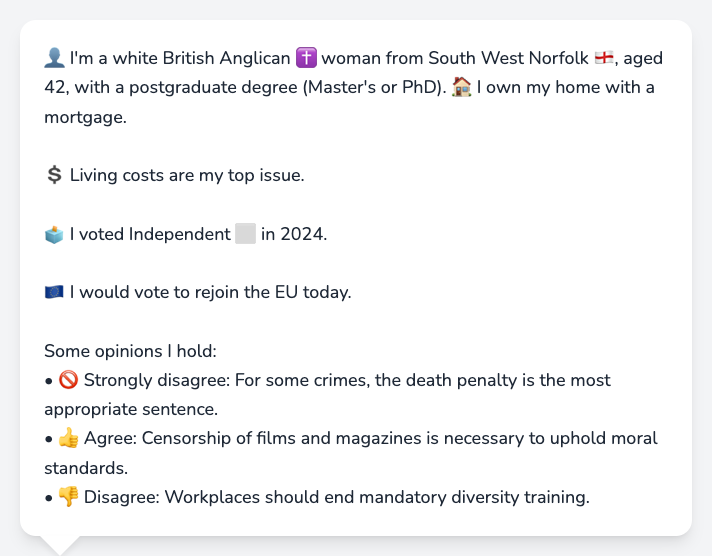 👤 I'm a white British Anglican ✝️ woman from South West Norfolk 🏴󠁧󠁢󠁥󠁮󠁧󠁿, aged
42, with a postgraduate degree (Master's or PhD). 🏠 I own my home with a
mortgage.
💲 Living costs are my top issue.
🗳️ I voted Independent ⬜ in 2024.
🇪🇺 I would vote to rejoin the EU today.
Some opinions I hold:
• 🚫 Strongly disagree: For some crimes, the death penalty is the most
appropriate sentence.
• 👍 Agree: Censorship of films and magazines is necessary to uphold moral
standards.
• 👎 Disagree: Workplaces should end mandatory diversity training.